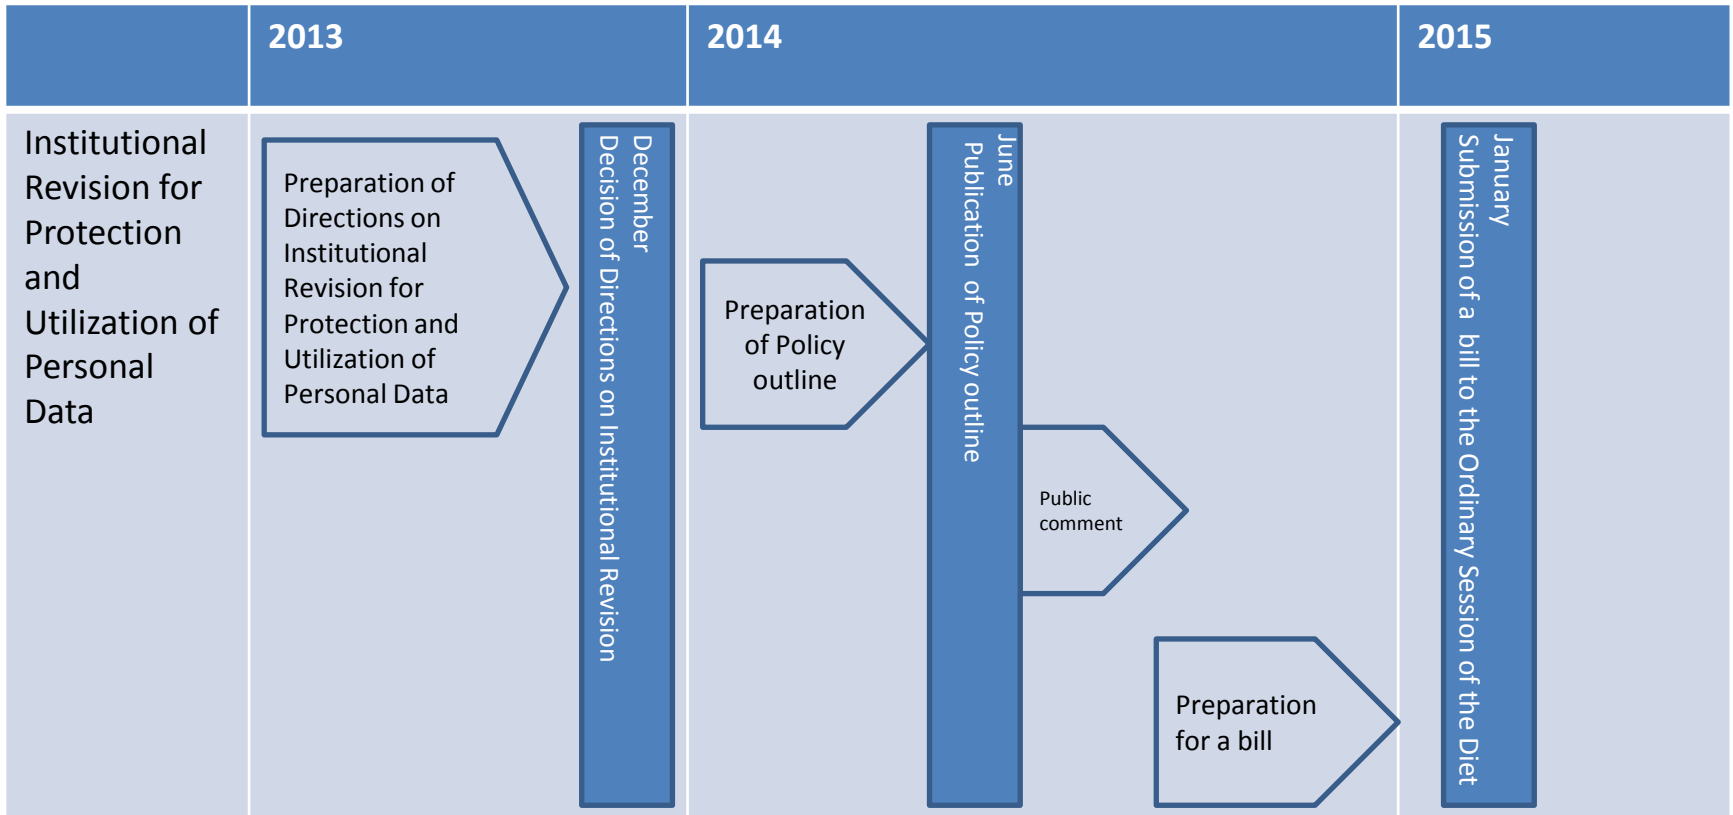 2013
2014
2015
Institutional
Revision for
Protection
and
Utilization of
Personal
Data
Preparation of
Directions on
Institutional
Revision for
Protection and
Utilization of
Personal Data
December
Decision of Directions on Institutional Revision
Preparation
of Policy
outline
June
Publication of Policy outline
Public
comment
Preparation
for a bill
January
Submission of a bill to the Ordinary Session of the Diet